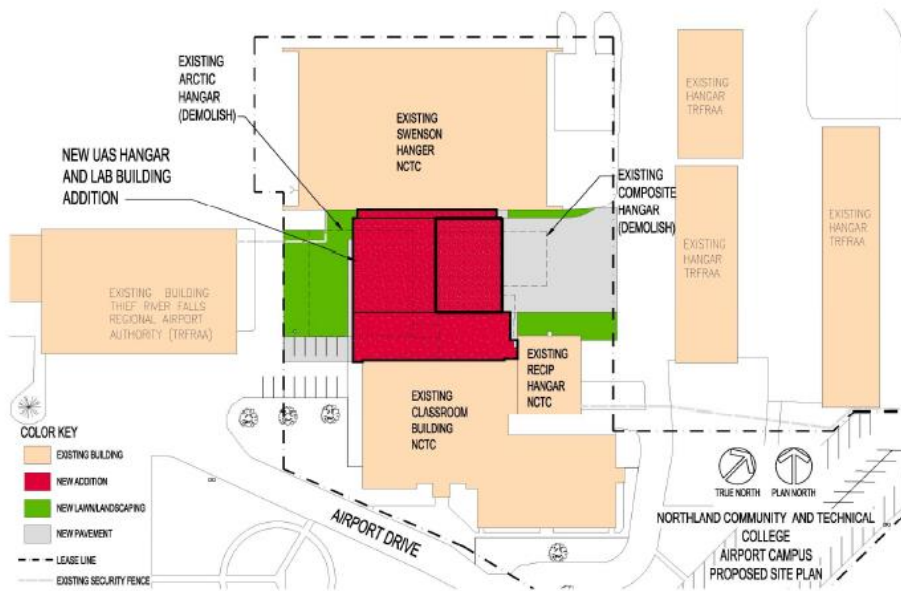 EXISTING
ARCTIC
HANGAR
(DEMOLISH)
NEW UAS HANGAR
AND LAB BUILDING
ADDITION
EXISTING
SWENSON
HANGER
NCTC
EXISTING
COMPOSITE
HANGAR
(DEMOLISH)
EXISTING
HANGAR
TRFRAA
EXISTING
HANGAR
TRFRAA
EXISTING
HANGAR
TRFRAA
EXISTING BUILDING
THIEF RIVER FALLS
REGIONAL AIRPORT
AUTHORITY (TRFRAA)
EXISTING
RECIP
HANGAR
NCTC
EXISTING
CLASSROOM
BUILDING
NCTC
COLOR KEY
EXISTING BUILDING
NEW ADDITION
NEW LAWN/LANDSCAPING
NEW PAVEMENT
LEASE LINE
EXISTING SECURITY FENCE
AIRPORT DRIVE
TRUE NORTH
PLAN NORTH
NORTHLAND COMMUNITY AND TECHNICAL
COLLEGE
AIRPORT CAMPUS
PROPOSED SITE PLAN